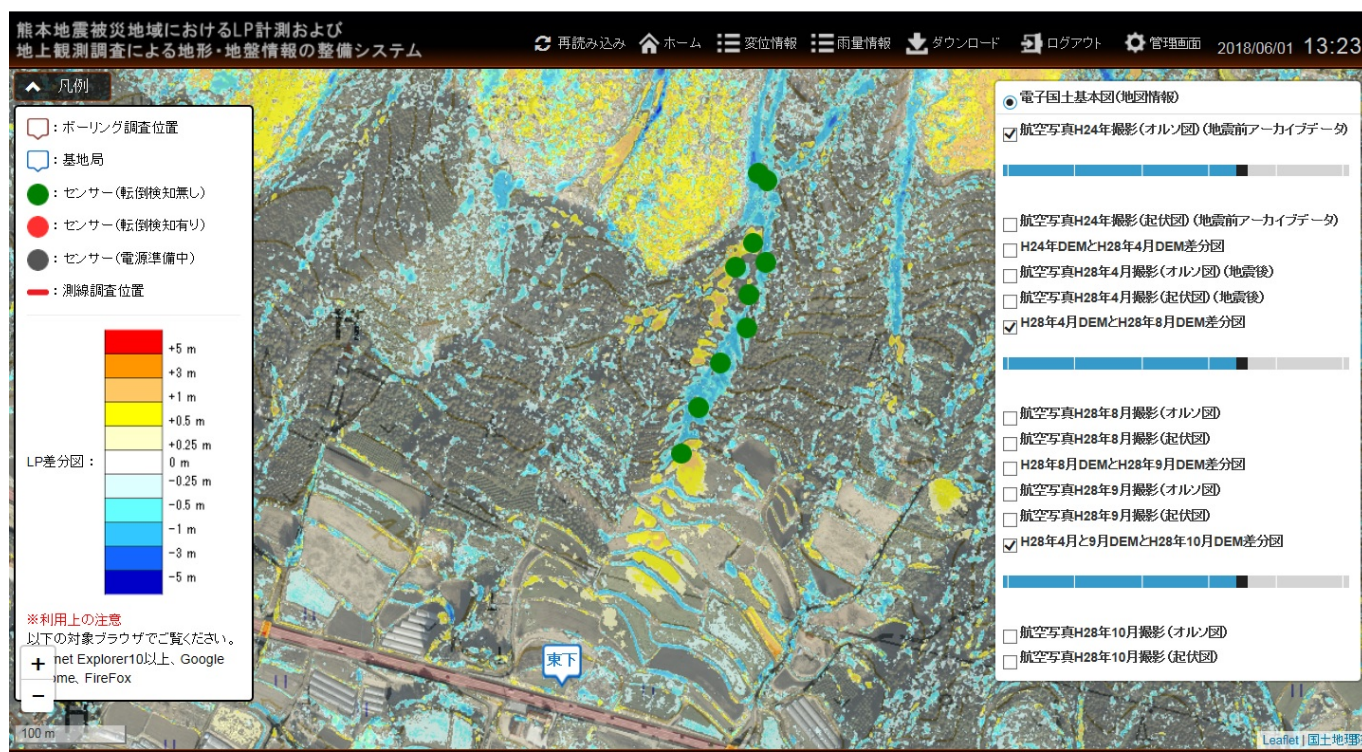 熊本地震被災地域におけるLP計測および
地上観測調査による地形・地盤情報の整備システム
再読み込み ホーム 変位情報 雨量情報 ダウンロード ログアウト 管理画面 2018/06/01 13:23
凡例
：ボーリング調査位置
：基地局
：センサー(転倒検知無し)
：センサー(転倒検知有り)
：センサー(電源準備中)
：測線調査位置
LP差分図：
+5 m
+3 m
+1 m
+0.5 m
+0.25 m
0 m
-0.25 m
-0.5 m
-1 m
-3 m
-5 m
※利用上の注意
以下の対象ブラウザでご覧ください。
net Explorer10以上、Google
ome、FireFox
+
−
100 m
東下
電子国土基本図(地図情報)
航空写真H24年撮影(オルソ図)(地震前アーカイブデータ)
航空写真H24年撮影(起伏図)(地震前アーカイブデータ)
H24年DEMとH28年4月DEM差分図
航空写真H28年4月撮影(オルソ図)(地震後)
航空写真H28年4月撮影(起伏図)(地震後)
H28年4月DEMとH28年8月DEM差分図
航空写真H28年8月撮影(オルソ図)
航空写真H28年8月撮影(起伏図)
H28年8月DEMとH28年9月DEM差分図
航空写真H28年9月撮影(オルソ図)
航空写真H28年9月撮影(起伏図)
H28年4月と9月DEMとH28年10月DEM差分図
航空写真H28年10月撮影(オルソ図)
航空写真H28年10月撮影(起伏図)
Leaflet | 国土地理